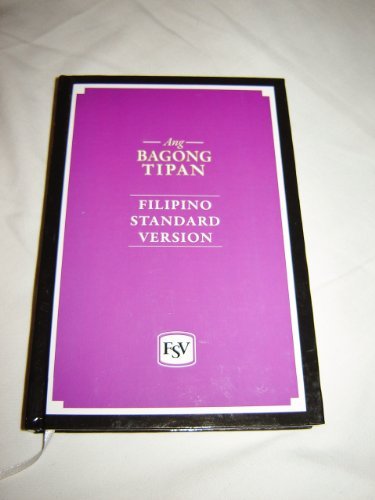 Ang
BAGONG
TIPAN
FILIPINO
STANDARD
VERSION
FSV